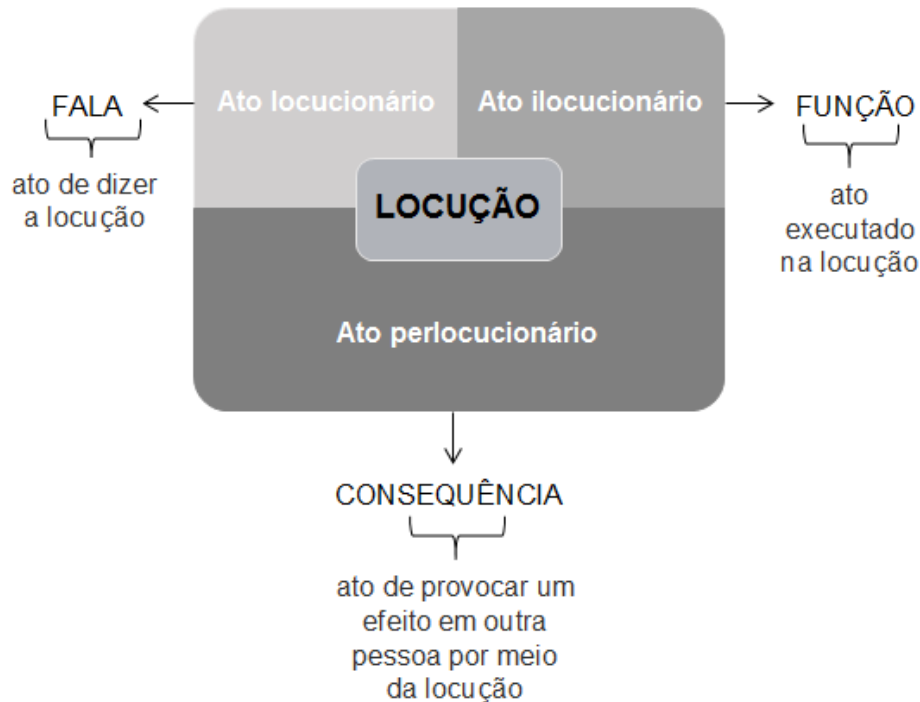 Ato locucionário
Ato ilocucionário
FALA
FUNÇÃO
ato de dizer
a locução
LOCUÇÃO
ato
executado
na locução
Ato perlocucionário
CONSEQUÊNCIA
ato de provocar um
efeito em outra
pessoa por meio
da locução